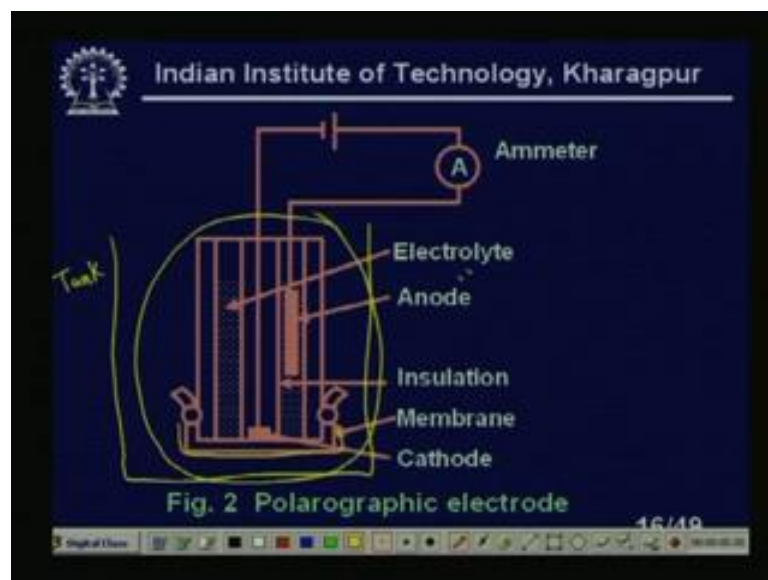 Indian Institute of Technology, Kharagpur
Ammeter
A
Tank
Electrolyte
Anode
Insulation
Membrane
Cathode
Fig. 2 Polarographic electrode
16/49